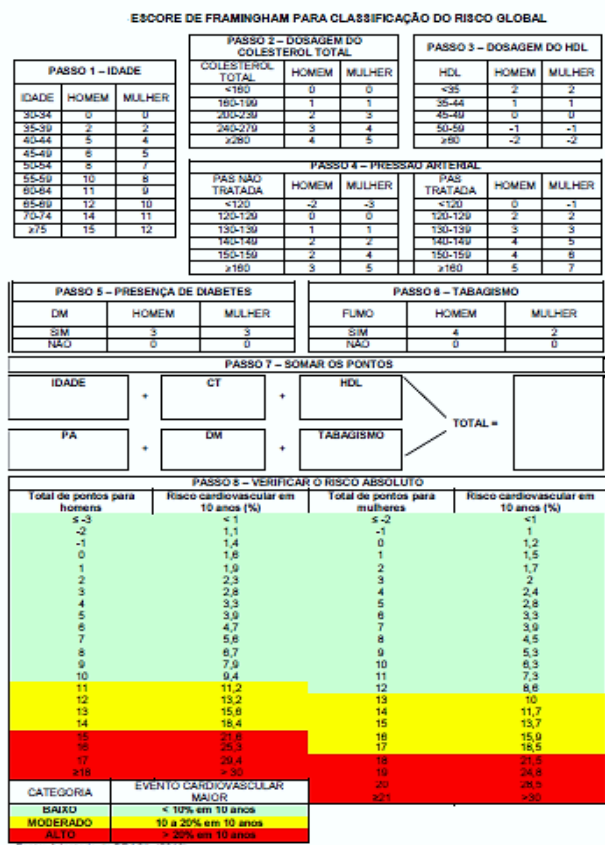 ESCORE DE FRAMINGHAM PARA CLASSIFICAÇÃO DO RISCO GLOBAL
PASSO 1 – IDADE
IDADE HOMEM MULHER
30-34 0 0
35-39 2 2
40-44 5 4
45-49 6 5
50-54 8 7
55-59 10 8
60-64 11 9
65-69 12 10
70-74 14 11
≥75 15 12
PASSO 2 – DOSAGEM DO
COLESTEROL TOTAL
COLESTEROL
TOTAL HOMEM MULHER
<160 0 0
160-199 1 1
200-239 2 3
240-279 3 4
≥280 4 5
PASSO 3 – DOSAGEM DO HDL
HDL HOMEM MULHER
<35 2 2
35-44 1 1
45-49 0 0
50-59 -1 -1
≥60 -2 -2
PASSO 4 – PRESSÃO ARTERIAL
PAS NÃO
TRATADA HOMEM MULHER
<120 -2 -3
120-129 0 0
130-139 1 1
140-149 2 2
150-159 2 4
≥160 3 5
PAS
TRATADA HOMEM MULHER
<120 0 -1
120-129 2 2
130-139 3 3
140-149 4 5
150-159 4 6
≥160 5 7
PASSO 5 – PRESENÇA DE DIABETES
DM HOMEM MULHER
SIM 3 3
NÃO 0 0
PASSO 6 – TABAGISMO
FUMO HOMEM MULHER
SIM 4 2
NÃO 0 0
PASSO 7 – SOMAR OS PONTOS
IDADE + CT + HDL
TOTAL =
PA + DM + TABAGISMO
PASSO 8 – VERIFICAR O RISCO ABSOLUTO
Total de pontos para Risco cardiovascular em Total de pontos para Risco cardiovascular em
homens 10 anos (%) mulheres 10 anos (%)
≤ -3 < 1 ≤ -2 <1
-2 1,1 -1 1
-1 1,4 0 1,2
0 1,6 1 1,5
1 1,9 2 1,7
2 2,3 3 2
3 2,8 4 2,4
4 3,3 5 2,8
5 3,9 6 3,3
6 4,7 7 3,9
7 5,6 8 4,5
8 6,7 9 5,3
9 7,9 10 6,3
10 9,4 11 7,3
11 11,2 12 8,6
12 13,2 13 10
13 15,6 14 11,7
14 18,4 15 13,7
15 21,6 16 15,9
16 25,3 17 18,5
17 29,4 18 21,5
≥18 > 30 19 24,8
20 28,5
≥21 >30
CATEGORIA EVENTO CARDIOVASCULAR
MAIOR
BAIXO < 10% em 10 anos
MODERADO 10 a 20% em 10 anos
ALTO > 20% em 10 anos